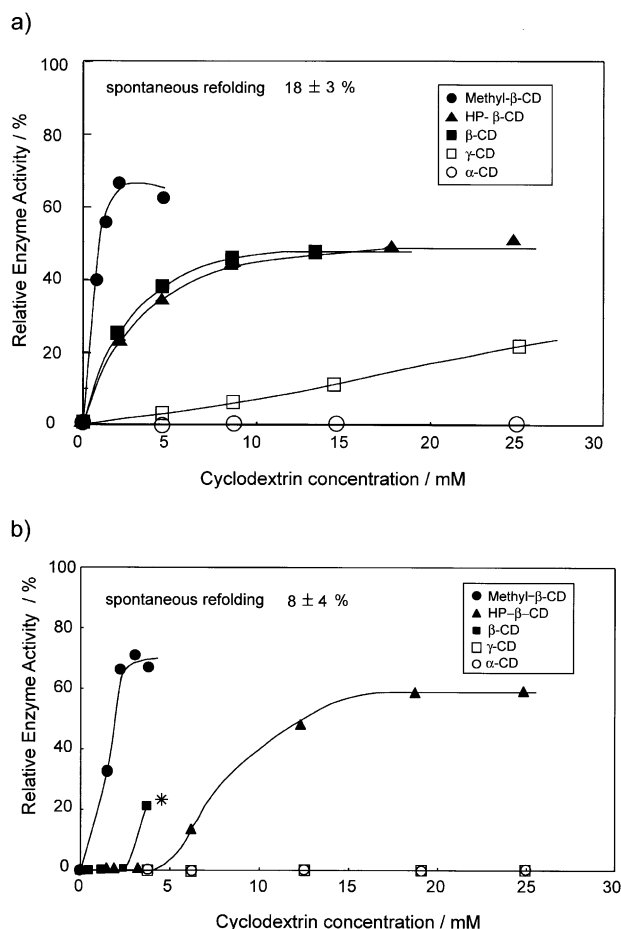 a)
100
80
60
40
20
0
Relative Enzyme Activity / %
spontaneous refolding 18 ± 3 %
Methyl-β-CD
HP- β-CD
β-CD
γ-CD
α-CD
0 5 10 15 20 25 30
Cyclodextrin concentration / mM
b)
100
80
60
40
20
0
Relative Enzyme Activity / %
spontaneous refolding 8 ± 4 %
Methyl-β-CD
HP-β-CD
β-CD
γ-CD
α-CD
*
0 5 10 15 20 25 30
Cyclodextrin concentration / mM